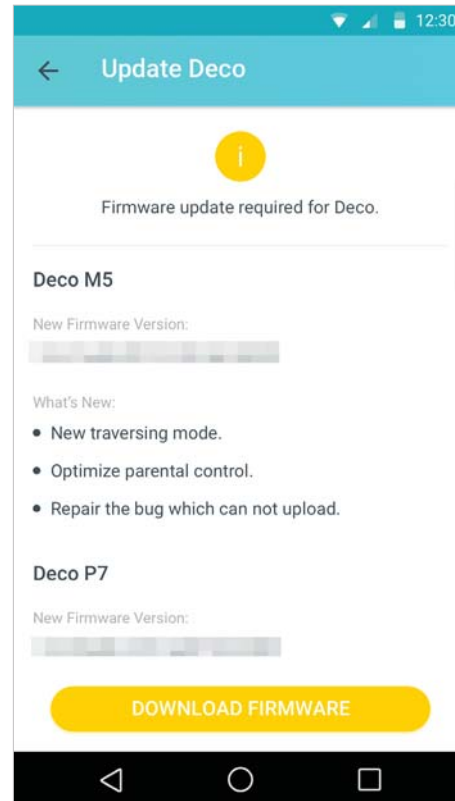 12:30
Update Deco
i
Firmware update required for Deco.
Deco M5
New Firmware Version:
What's New:
• New traversing mode.
• Optimize parental control.
• Repair the bug which can not upload.
Deco P7
New Firmware Version:
DOWNLOAD FIRMWARE